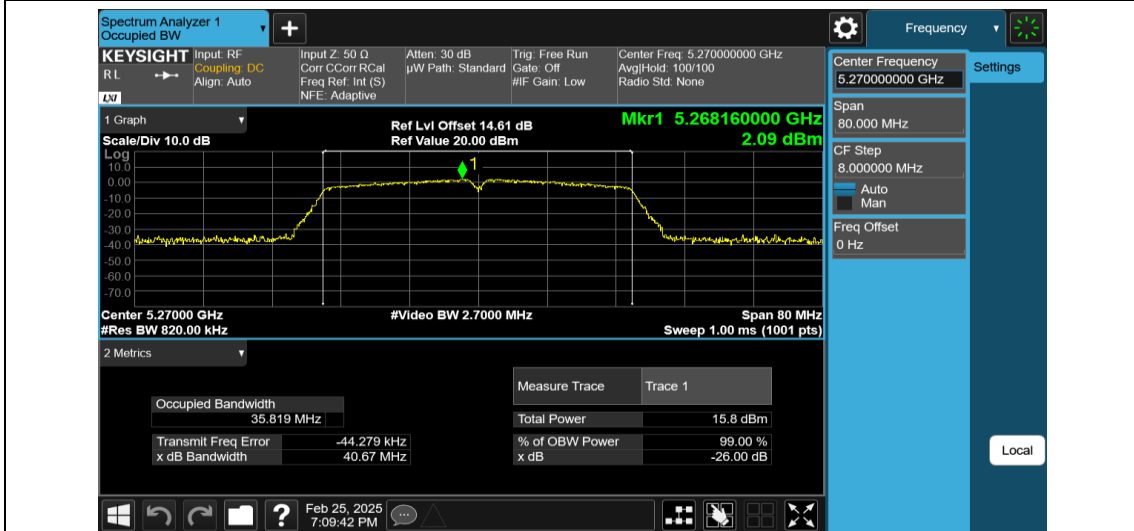 Spectrum Analyzer 1
Occupied BW
Frequency
KEYSIGHT
R L
LXI
Input: RF
Coupling: DC
Align: Auto
Input Z: 50 Ω
Corr CCorr RCal
Freq Ref: Int (S)
NFE: Adaptive
Atten: 30 dB
µW Path: Standard
Trig: Free Run
Gate: Off
#IF Gain: Low
Center Freq: 5.270000000 GHz
Avg|Hold: 100/100
Radio Std: None
Center Frequency
5.270000000 GHz
Settings
Span
80.000 MHz
CF Step
8.000000 MHz
Auto
Man
Freq Offset
0 Hz
1 Graph
Scale/Div 10.0 dB
Ref Lvl Offset 14.61 dB
Ref Value 20.00 dBm
Mkr1 5.268160000 GHz
2.09 dBm
Log
10.0
0.00
-10.0
-20.0
-30.0
-40.0
-50.0
-60.0
-70.0
1
Center 5.27000 GHz
#Video BW 2.7000 MHz
Span 80 MHz
#Res BW 820.00 kHz
Sweep 1.00 ms (1001 pts)
2 Metrics
Measure Trace Trace 1
Occupied Bandwidth
35.819 MHz
Total Power 15.8 dBm
Transmit Freq Error -44.279 kHz
% of OBW Power 99.00 %
x dB Bandwidth 40.67 MHz
x dB -26.00 dB
Local
?
Feb 25, 2025
7:09:42 PM